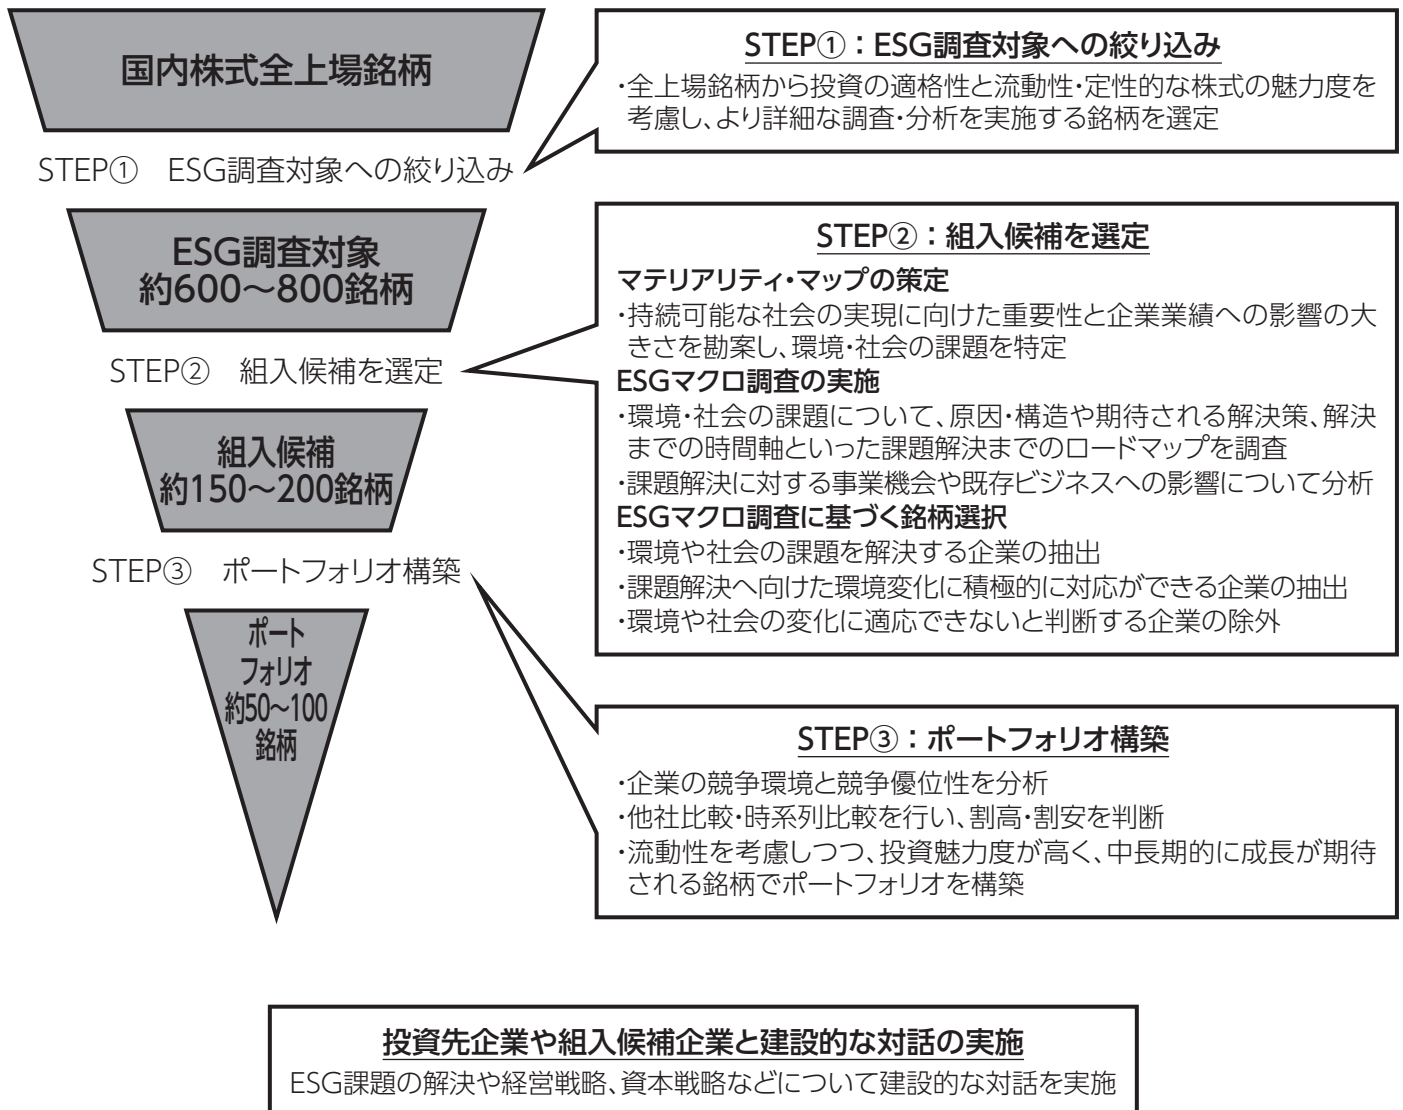 国内株式全上場銘柄
STEP① ESG調査対象への絞り込み
ESG調査対象
約600〜800銘柄
STEP② 組入候補を選定
組入候補
約150〜200銘柄
STEP③ ポートフォリオ構築
ポート
フォリオ
約50〜100
銘柄
STEP①：ESG調査対象への絞り込み
・全上場銘柄から投資の適格性と流動性・定性的な株式の魅力度を
考慮し、より詳細な調査・分析を実施する銘柄を選定
STEP②：組入候補を選定
マテリアリティ・マップの策定
・持続可能な社会の実現に向けた重要性と企業業績への影響の大
きさを勘案し、環境・社会の課題を特定
ESGマクロ調査の実施
・環境・社会の課題について、原因・構造や期待される解決策、解決
までの時間軸といった課題解決までのロードマップを調査
・課題解決に対する事業機会や既存ビジネスへの影響について分析
ESGマクロ調査に基づく銘柄選択
・環境や社会の課題を解決する企業の抽出
・課題解決へ向けた環境変化に積極的に対応ができる企業の抽出
・環境や社会の変化に適応できないと判断する企業の除外
STEP③：ポートフォリオ構築
・企業の競争環境と競争優位性を分析
・他社比較・時系列比較を行い、割高・割安を判断
・流動性を考慮しつつ、投資魅力度が高く、中長期的に成長が期待
される銘柄でポートフォリオを構築
投資先企業や組入候補企業と建設的な対話の実施
ESG課題の解決や経営戦略、資本戦略などについて建設的な対話を実施